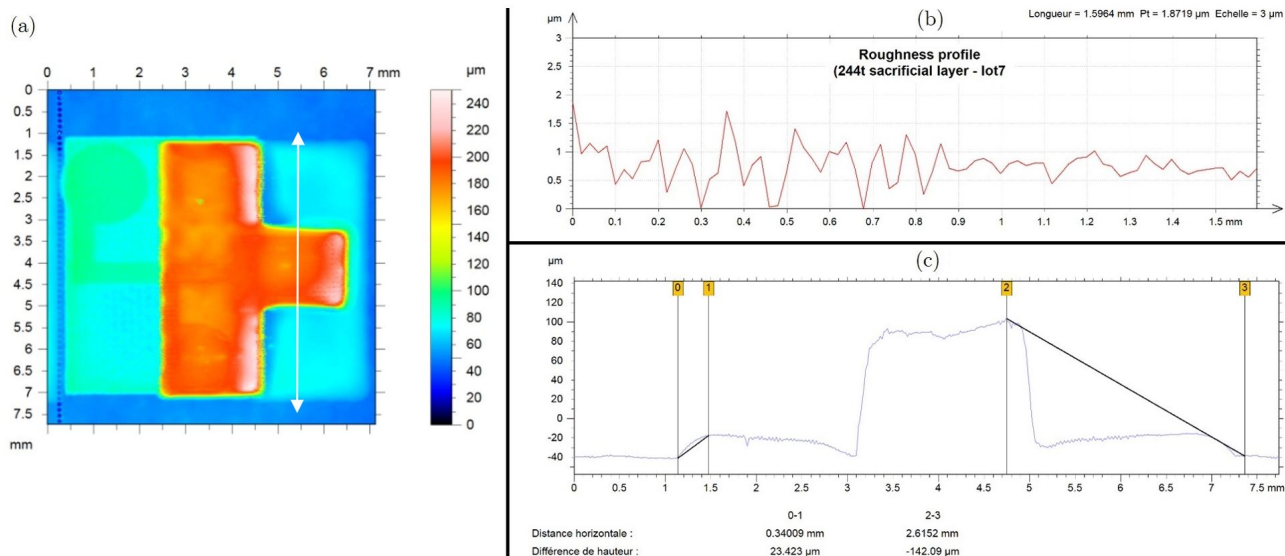 (a)
0 1 2 3 4 5 6 7 mm
µm
0
0.5
1
1.5
2
2.5
3
3.5
4
4.5
5
5.5
6
6.5
7
7.5
mm
240
220
200
180
160
140
120
100
80
60
40
20
0
(b)
Longueur = 1.5964 mm Pt = 1.8719 µm Echelle = 3 µm
µm
Roughness profile
(244t sacrificial layer - lot7
3
2.5
2
1.5
1
0.5
0
0 0.1 0.2 0.3 0.4 0.5 0.6 0.7 0.8 0.9 1 1.1 1.2 1.3 1.4 1.5 mm
(c)
µm
0 1 2 3
140
120
100
80
60
40
20
0
-20
-40
0 0.5 1 1.5 2 2.5 3 3.5 4 4.5 5 5.5 6 6.5 7 7.5 mm
0-1 2-3
Distance horizontale : 0.34009 mm 2.6152 mm
Différence de hauteur : 23.423 µm -142.09 µm